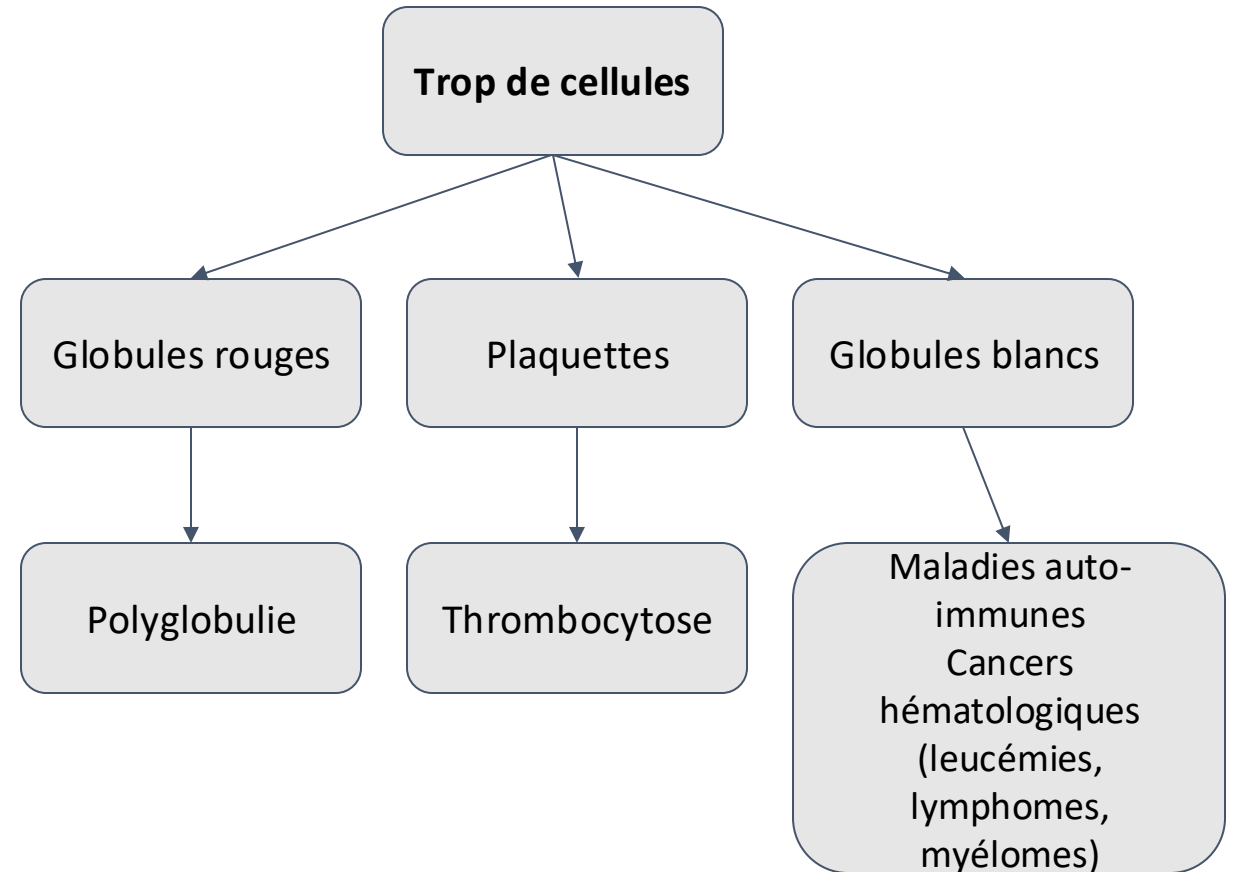 Trop de cellules
Globules rouges
Plaquettes
Globules blancs
Polyglobulie
Thrombocytose
Maladies auto-
immunes
Cancers
hématologiques
(leucémies,
lymphomes,
myélomes)